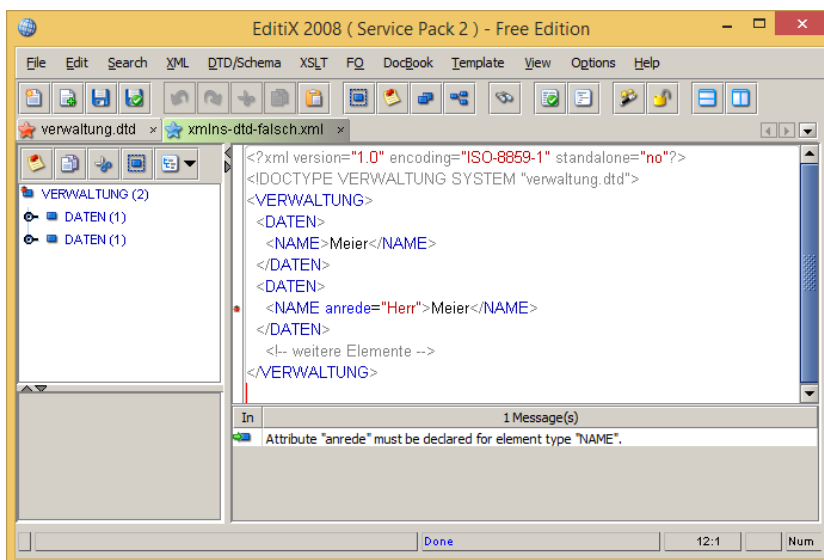 EditiX 2008 ( Service Pack 2 ) - Free Edition
File Edit Search XML DTD/Schema XSLT FO DocBook Template View Options Help
verwaltung.dtd × xmlns-dtd-falsch.xml ×
VERWALTUNG (2)
DATEN (1)
DATEN (1)
<?xml version="1.0" encoding="ISO-8859-1" standalone="no"?>
<!DOCTYPE VERWALTUNG SYSTEM "verwaltung.dtd">
<VERWALTUNG>
<DATEN>
<NAME>Meier</NAME>
</DATEN>
<DATEN>
<NAME anrede="Herr">Meier</NAME>
</DATEN>
<!-- weitere Elemente -->
</VERWALTUNG>
In 1 Message(s)
Attribute "anrede" must be declared for element type "NAME".
Done 12:1 Num